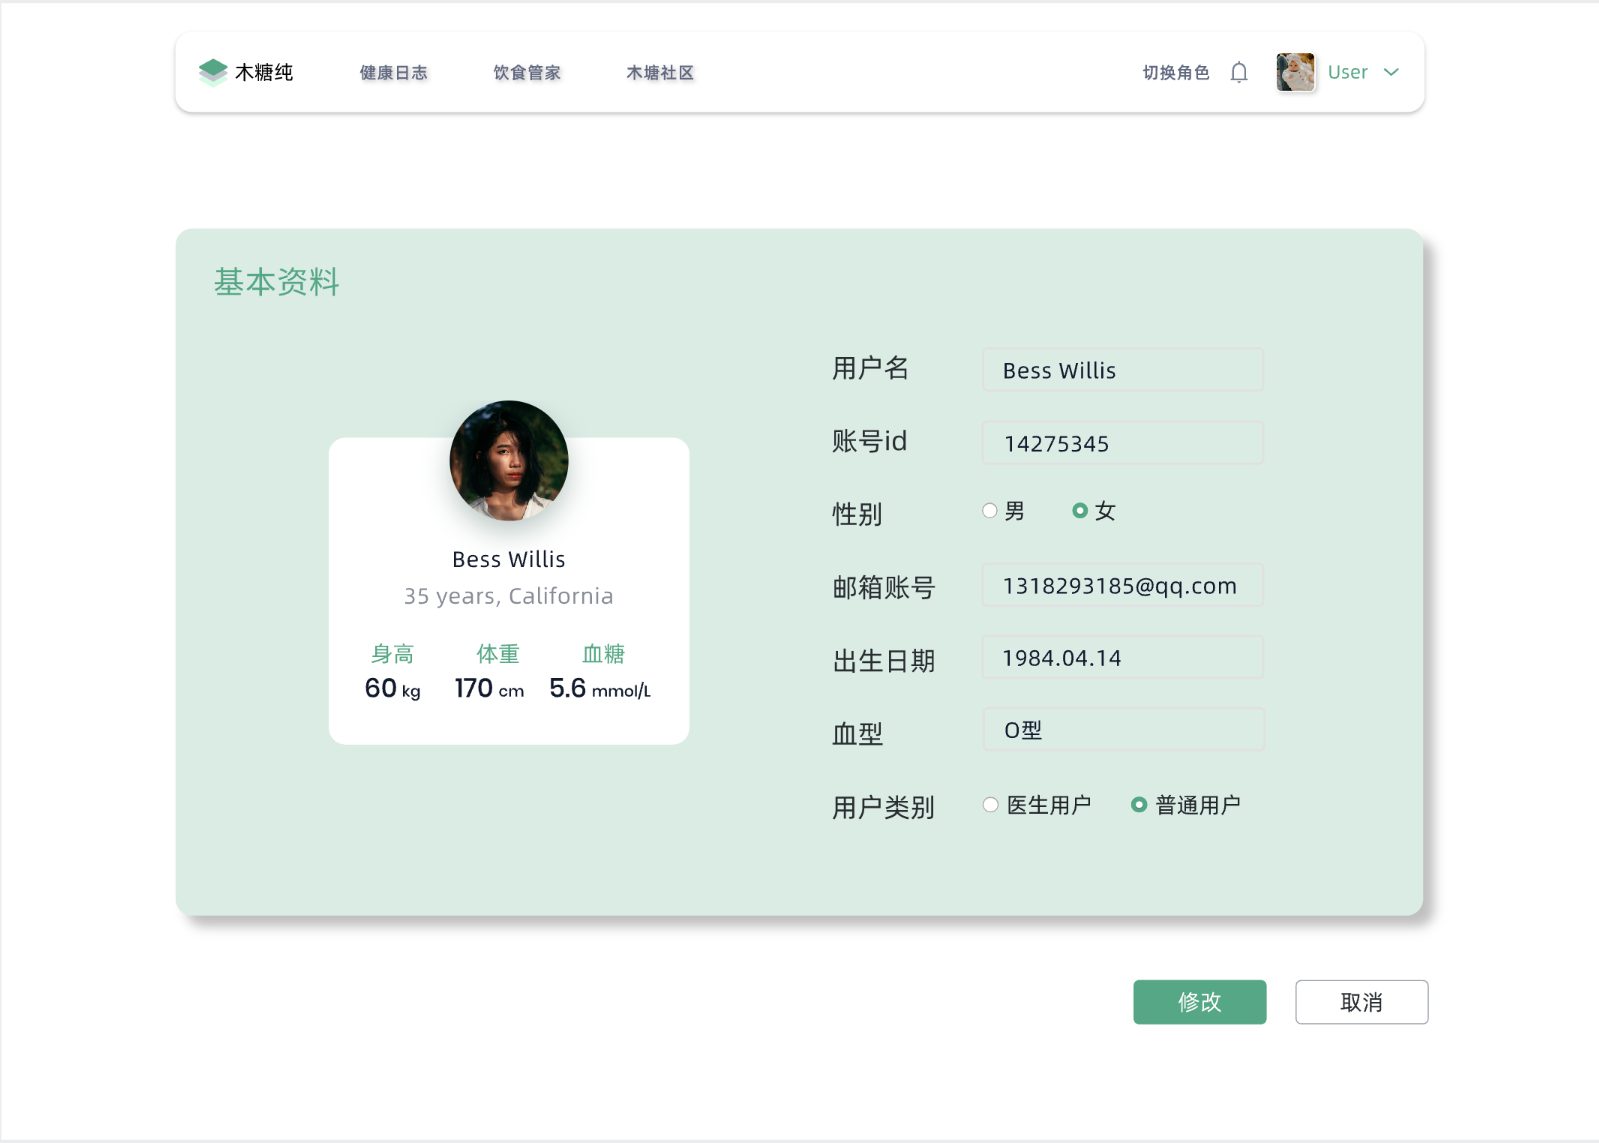 木糖纯 健康日志 饮食管家 木塘社区 切换角色 User
基本资料
用户名 Bess Willis
账号id 14275345
性别 男 女
邮箱账号 1318293185@qq.com
出生日期 1984.04.14
血型 O型
用户类别 医生用户 普通用户
Bess Willis
35 years, California
身高 体重 血糖
60 kg 170 cm 5.6 mmol/L
修改 取消